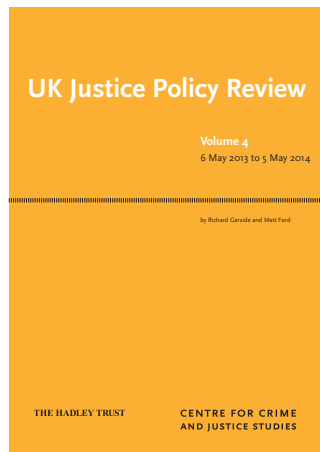 UK Justice Policy Review
Volume 4
6 May 2013 to 5 May 2014
by Richard Garside and Matt Ford
THE HADLEY TRUST
CENTRE FOR CRIME
AND JUSTICE STUDIES